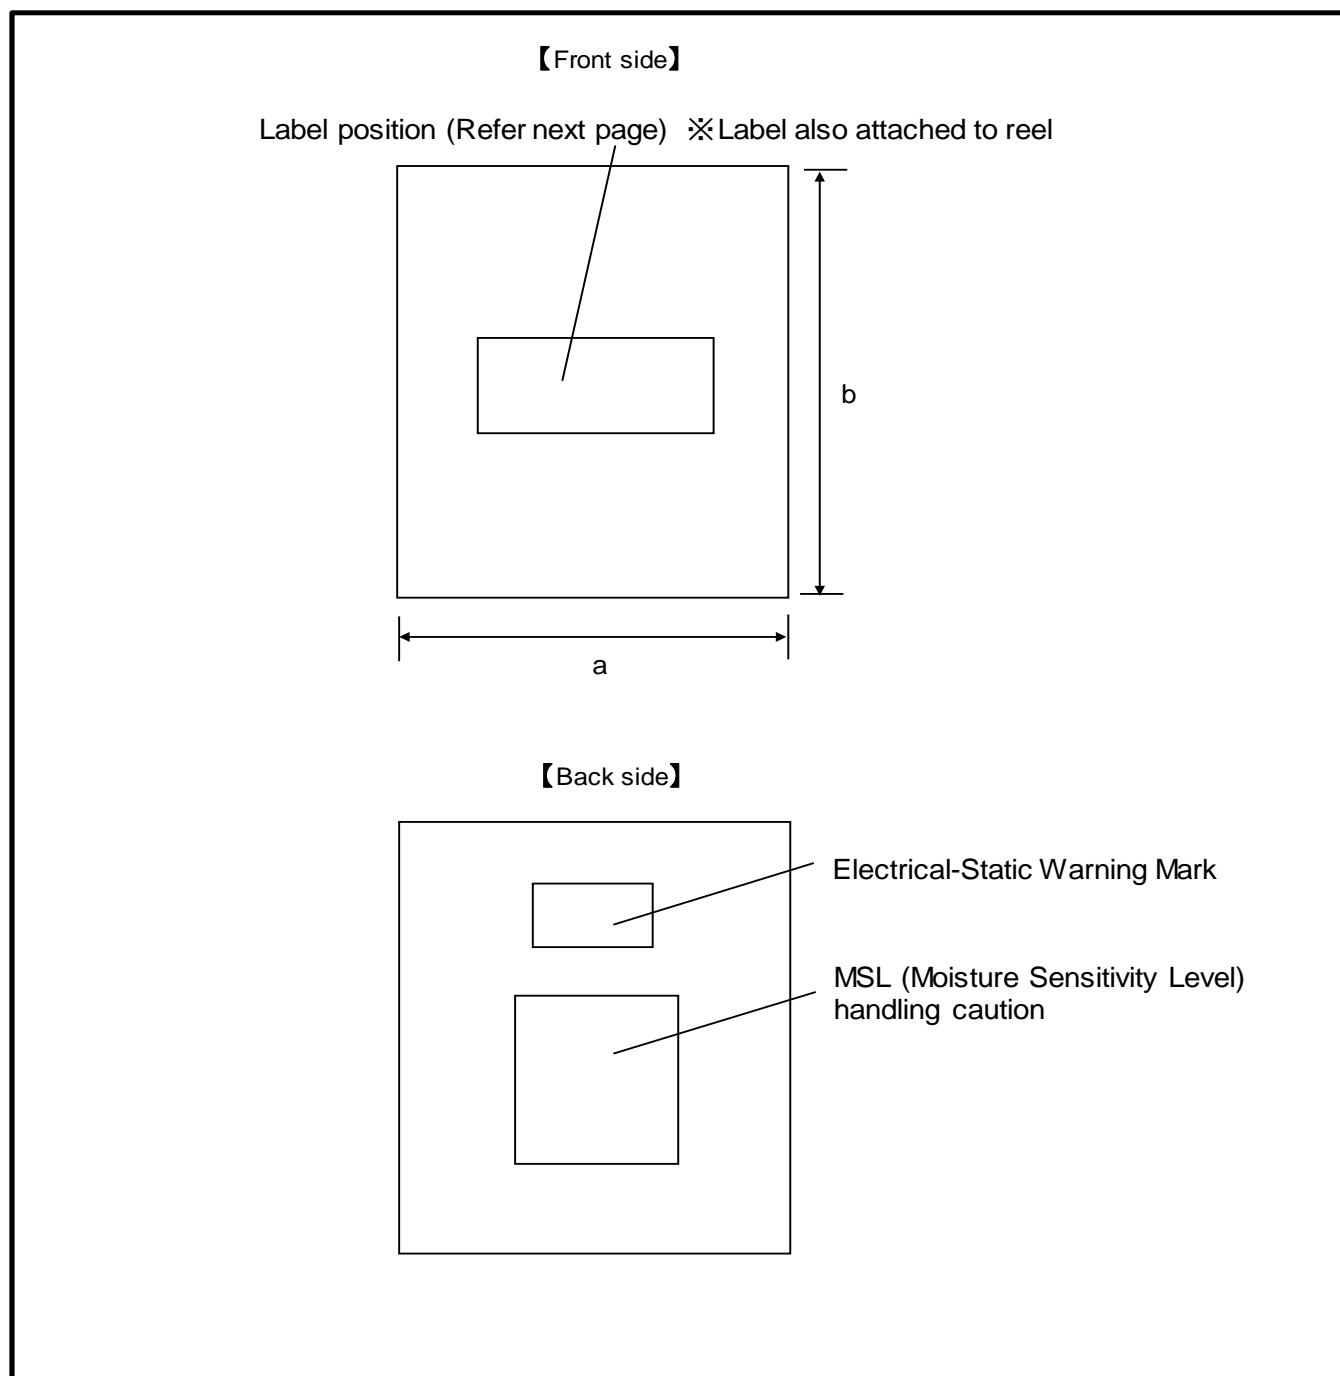 【Front side】
Label position (Refer next page) ※Label also attached to reel
b
a
【Back side】
Electrical-Static Warning Mark
MSL (Moisture Sensitivity Level)
handling caution